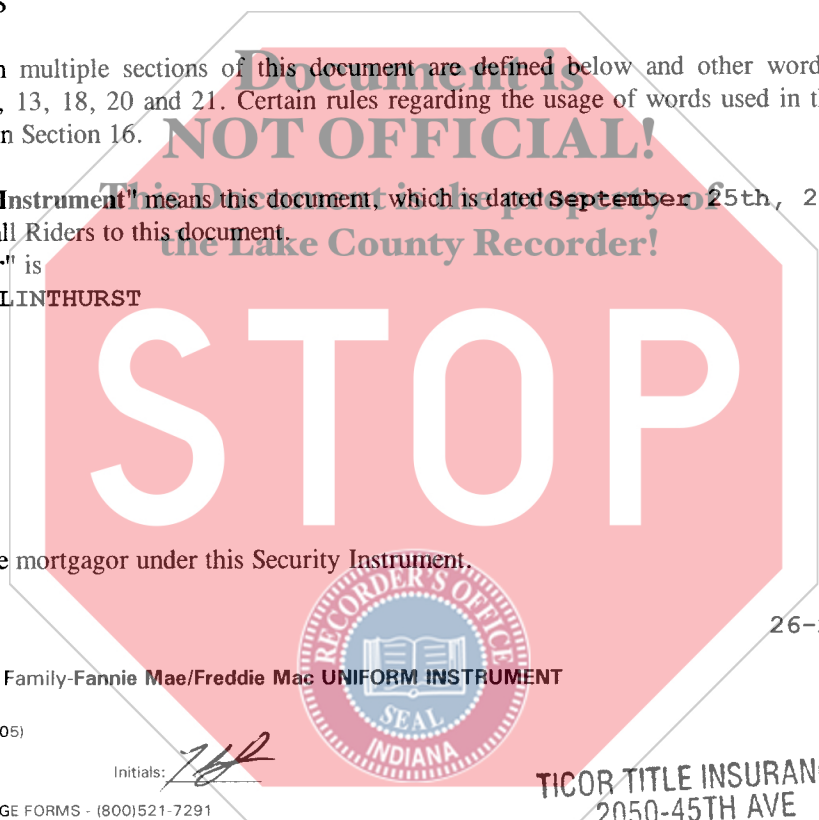 S
Document is
n multiple sections of this document are defined below and other word
, 13, 18, 20 and 21. Certain rules regarding the usage of words used in t
n Section 16.
NOT OFFICIAL!
Instrument" means this document, which is dated September 25th, 2
This Document is the property of
ll Riders to this document.
the Lake County Recorder!
r" is
LINTHURST
STOP
e mortgagor under this Security Instrument.
RECORDER'S OFFICE
SEAL
INDIANA
26-
Family-Fannie Mae/Freddie Mac UNIFORM INSTRUMENT
05)
Initials:
TICOR TITLE INSURAN
2050-45TH AVE
GE FORMS - (800)521-7291